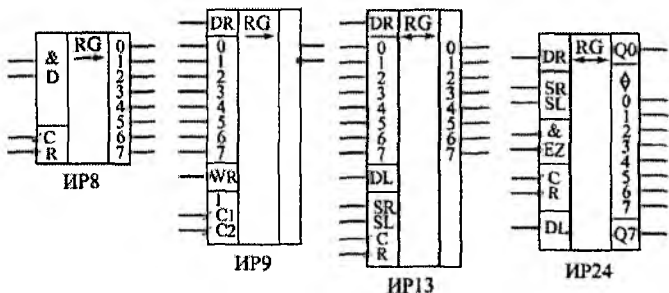 & RG 0
D 1
2
3
4
5
C 6
R 7
ИР8
DR RG
0
1
2
3
4
5
6
7
WR
1
C1
C2
ИР9
DR RG
0 0
1 1
2 2
3 3
4 4
5 5
6 6
7 7
DL
SR
SL
C
R
ИР13
DR RG Q0
SR ◊
SL 0
1
& 2
EZ 3
4
C 5
R 6
7
DL Q7
ИР24